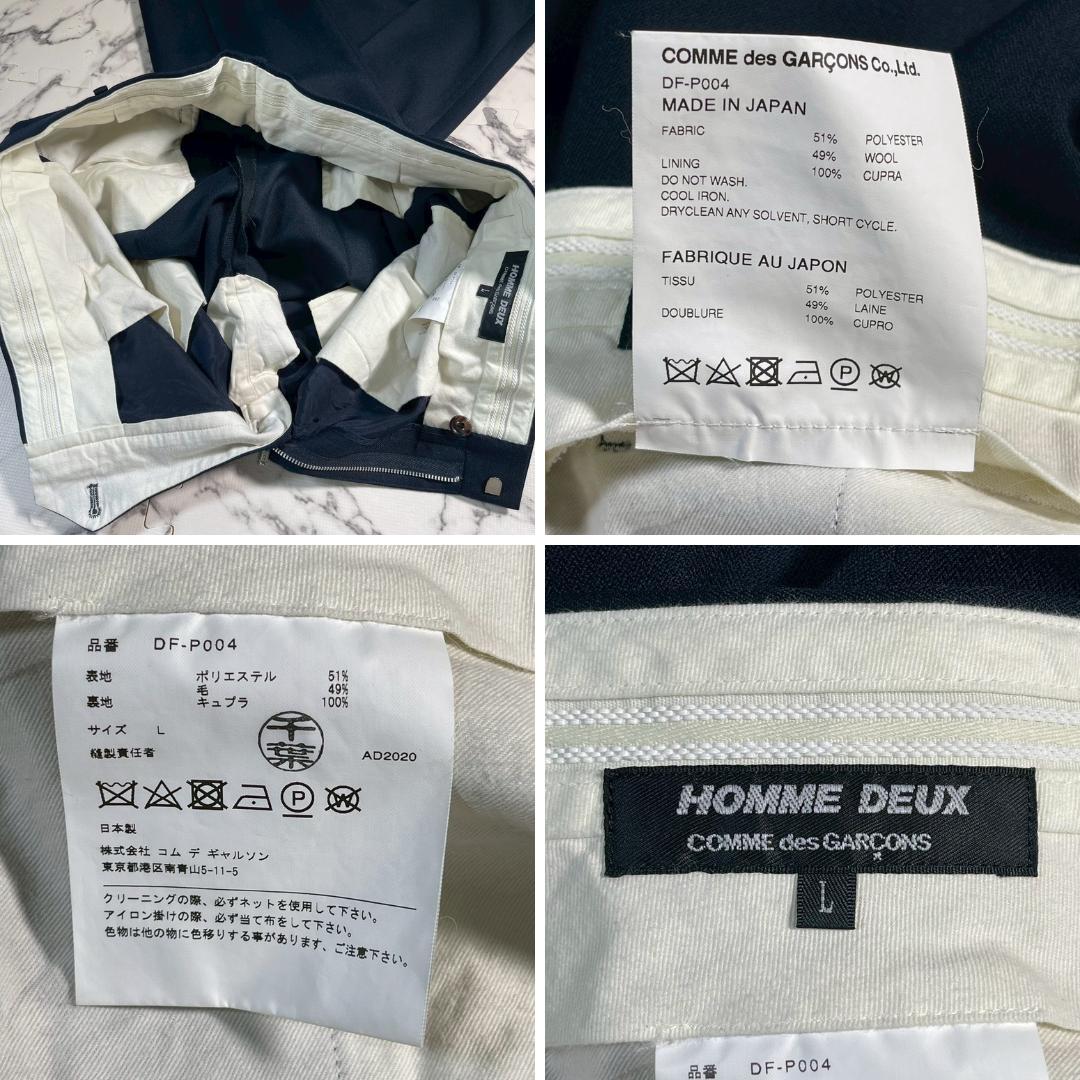 HOMME DEUX
COMME des GARÇONS
L
COMME des GARÇONS Co.,Ltd.
DF-P004
MADE IN JAPAN
FABRIC 51% POLYESTER
49% WOOL
LINING 100% CUPRA
DO NOT WASH.
COOL IRON.
DRYCLEAN ANY SOLVENT, SHORT CYCLE.
FABRIQUE AU JAPON
TISSU 51% POLYESTER
49% LAINE
DOUBLURE 100% CUPRO
P W
品番 DF-P004
表地 ポリエステル 51%
毛 49%
裏地 キュプラ 100%
サイズ L
縫製責任者 千葉 AD2020
P W
日本製
株式会社 コム デ ギャルソン
東京都港区南青山5-11-5
クリーニングの際、必ずネットを使用して下さい。
アイロン掛けの際、必ず当て布をして下さい。
色物は他の物に色移りする事があります、ご注意下さい。
HOMME DEUX
COMME des GARÇONS
L
品番 DF-P004